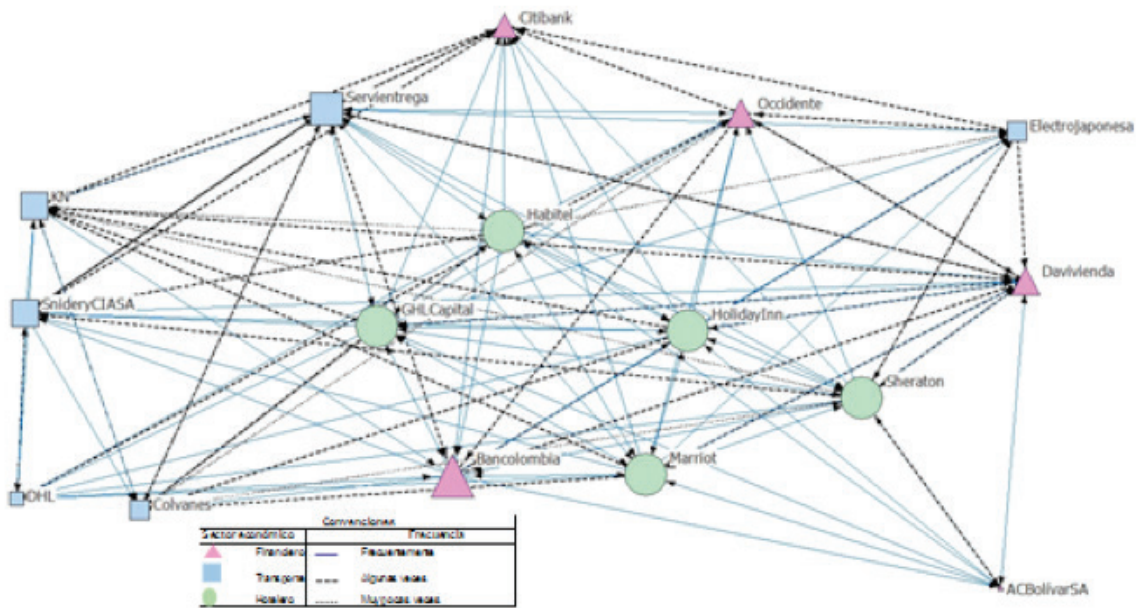 Citibank
Servientrega
Occidente
ElectroJaponesa
KN
Habitel
Davivienda
SnideryCIASA
GHLCapital
HolidayInn
Sheraton
Bancolombia
Marriot
DHL
Colvanes
ACBolívarSA
Convenciones
Sector económico Frecuencia
Financiero Frecuentemente
Transporte Algunas veces
Hotelero Muy pocas veces